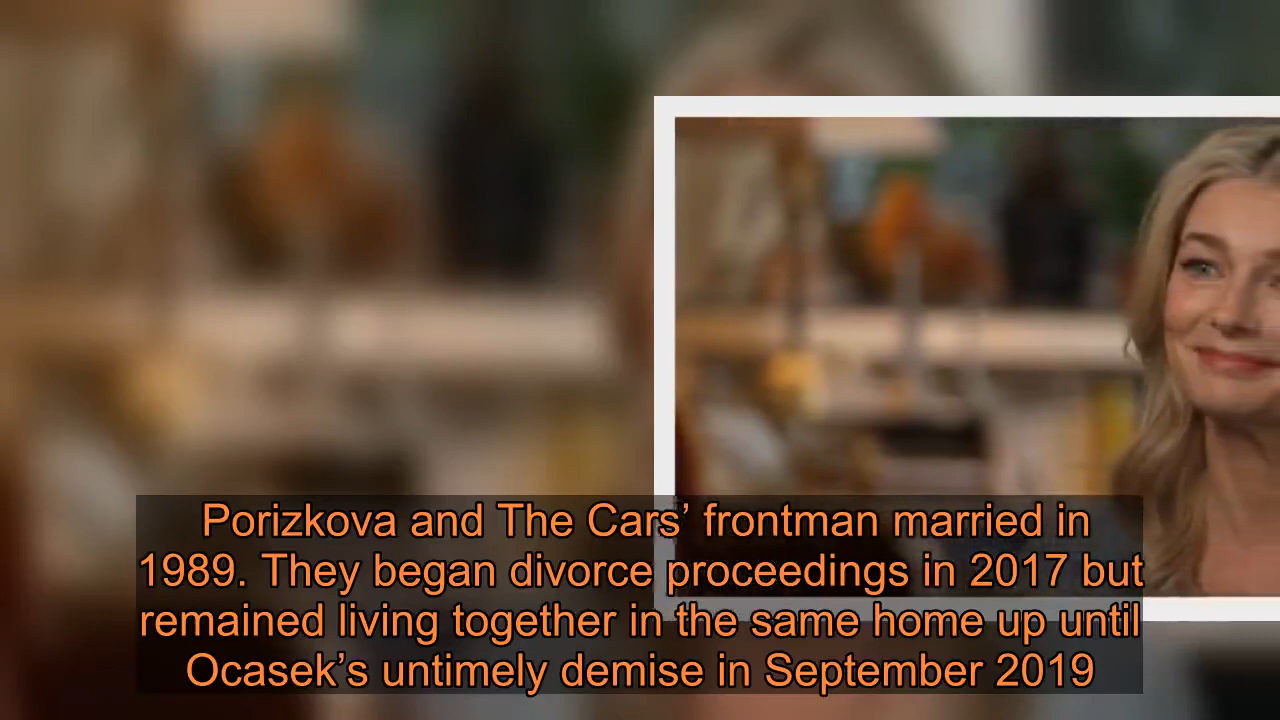 Porizkova and The Cars’ frontman married in
1989. They began divorce proceedings in 2017 but
remained living together in the same home up until
Ocasek’s untimely demise in September 2019